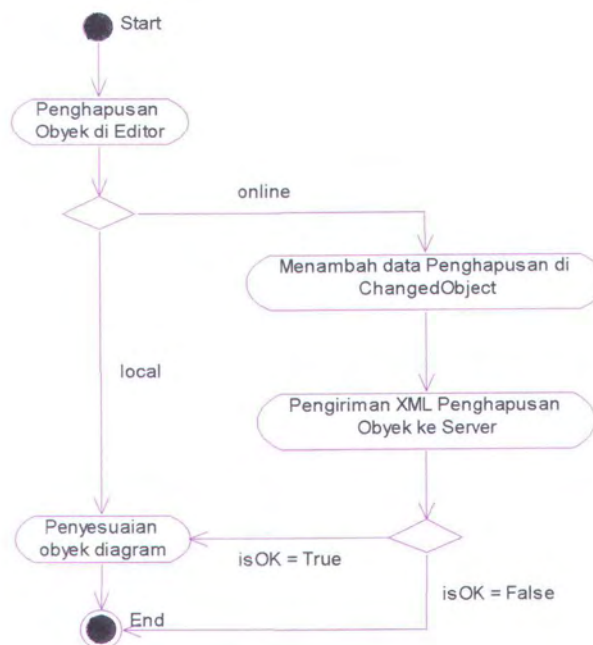 Start
Penghapusan
Obyek di Editor
online
Menambah data Penghapusan di
ChangedObject
local
Pengiriman XML Penghapusan
Obyek ke Server
Penyesuaian
obyek diagram
isOK = True
isOK = False
End